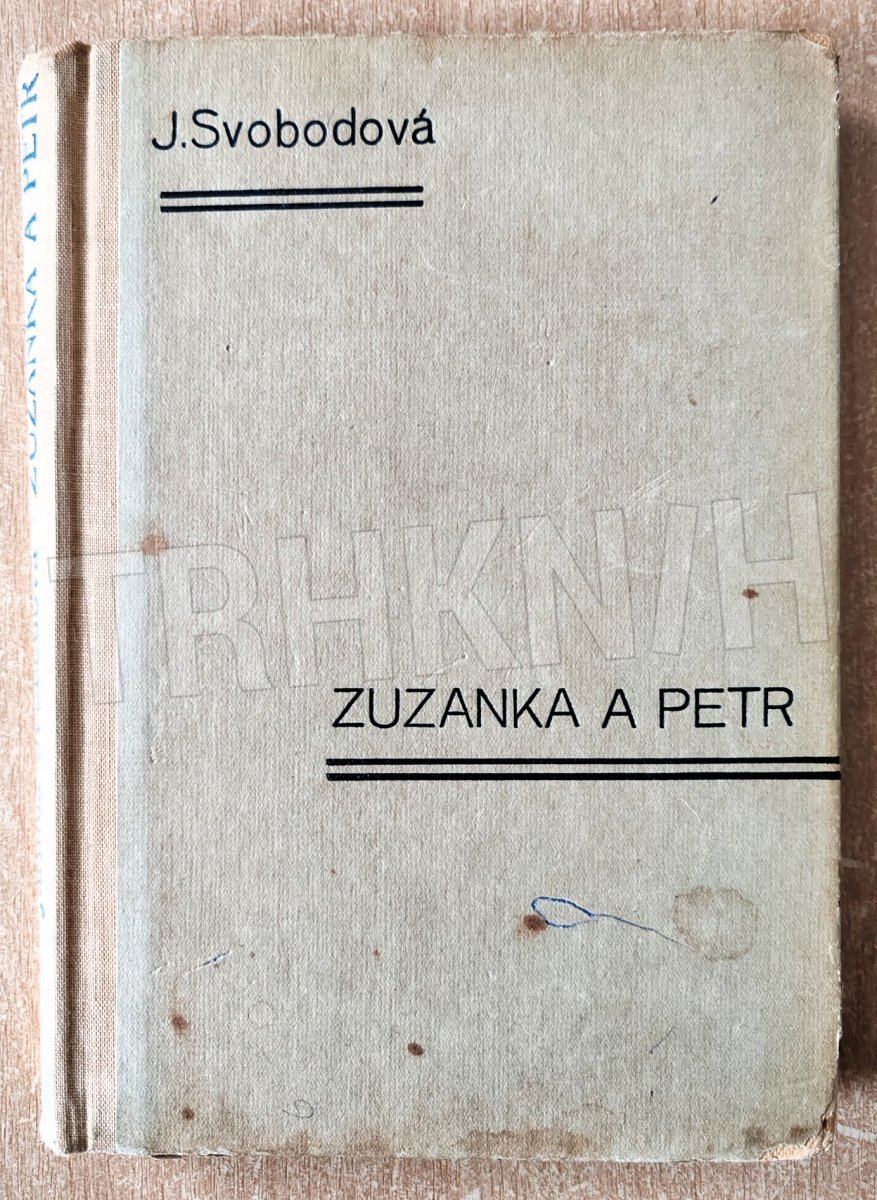 J.Svobodová
ZUZANKA A PETR
ZUZANKA A PETR
TRHKNIH